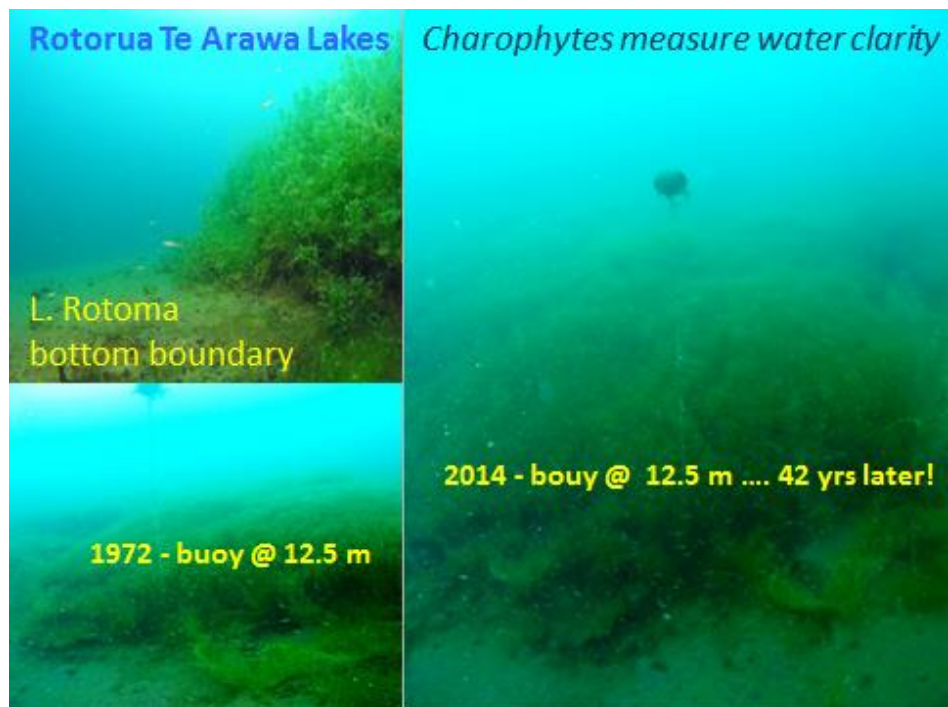 Rotorua Te Arawa Lakes
Charophytes measure water clarity
L. Rotoma
bottom boundary
1972 - buoy @ 12.5 m
2014 - bouy @ 12.5 m .... 42 yrs later!